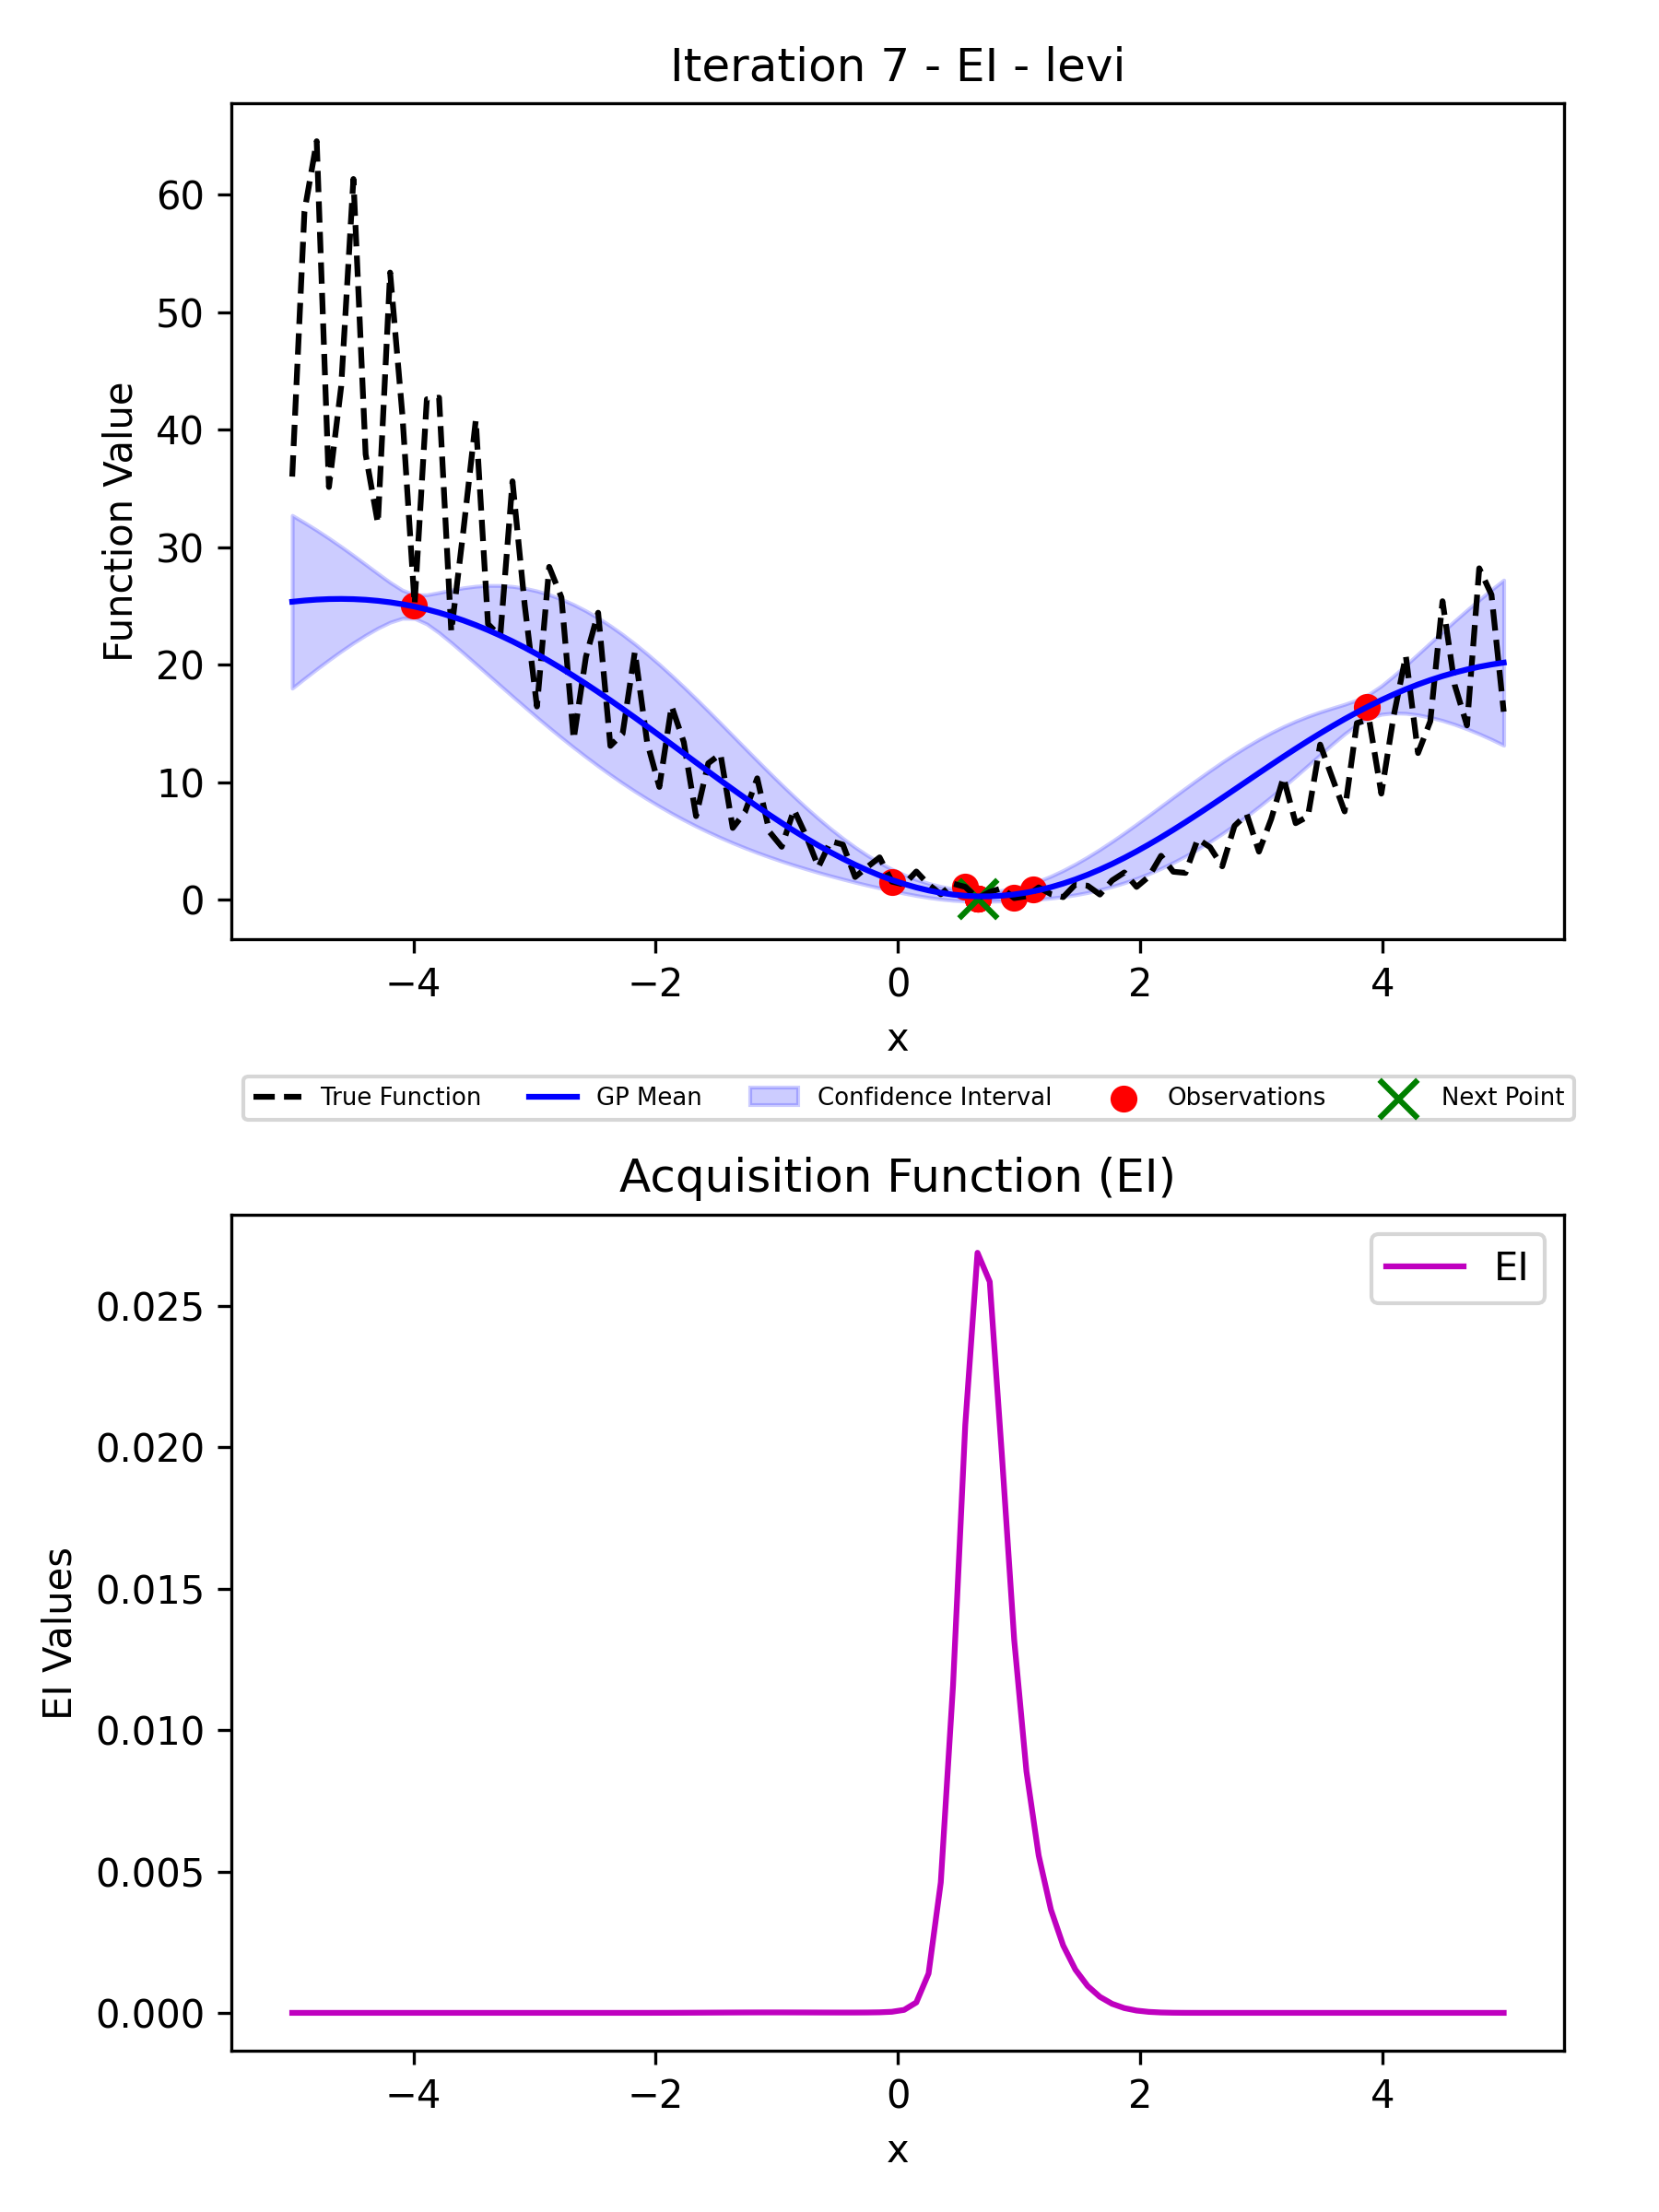 Iteration 7 - EI - levi
60
50
40
30
20
10
0
Function Value
−4 −2 0 2 4
x
True Function GP Mean Confidence Interval Observations Next Point
Acquisition Function (EI)
EI
0.025
0.020
0.015
0.010
0.005
0.000
EI Values
−4 −2 0 2 4
x